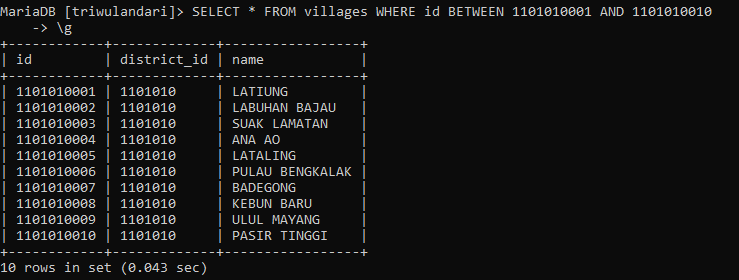 MariaDB [triwulandari]> SELECT * FROM villages WHERE id BETWEEN 1101010001 AND 1101010010
    -> \g
+------------+-------------+-----------------+
| id         | district_id | name            |
+------------+-------------+-----------------+
| 1101010001 | 1101010     | LATIUNG         |
| 1101010002 | 1101010     | LABUHAN BAJAU   |
| 1101010003 | 1101010     | SUAK LAMATAN    |
| 1101010004 | 1101010     | ANA AO          |
| 1101010005 | 1101010     | LATALING        |
| 1101010006 | 1101010     | PULAU BENGKALAK |
| 1101010007 | 1101010     | BADEGONG        |
| 1101010008 | 1101010     | KEBUN BARU      |
| 1101010009 | 1101010     | ULUL MAYANG     |
| 1101010010 | 1101010     | PASIR TINGGI    |
+------------+-------------+-----------------+
10 rows in set (0.043 sec)